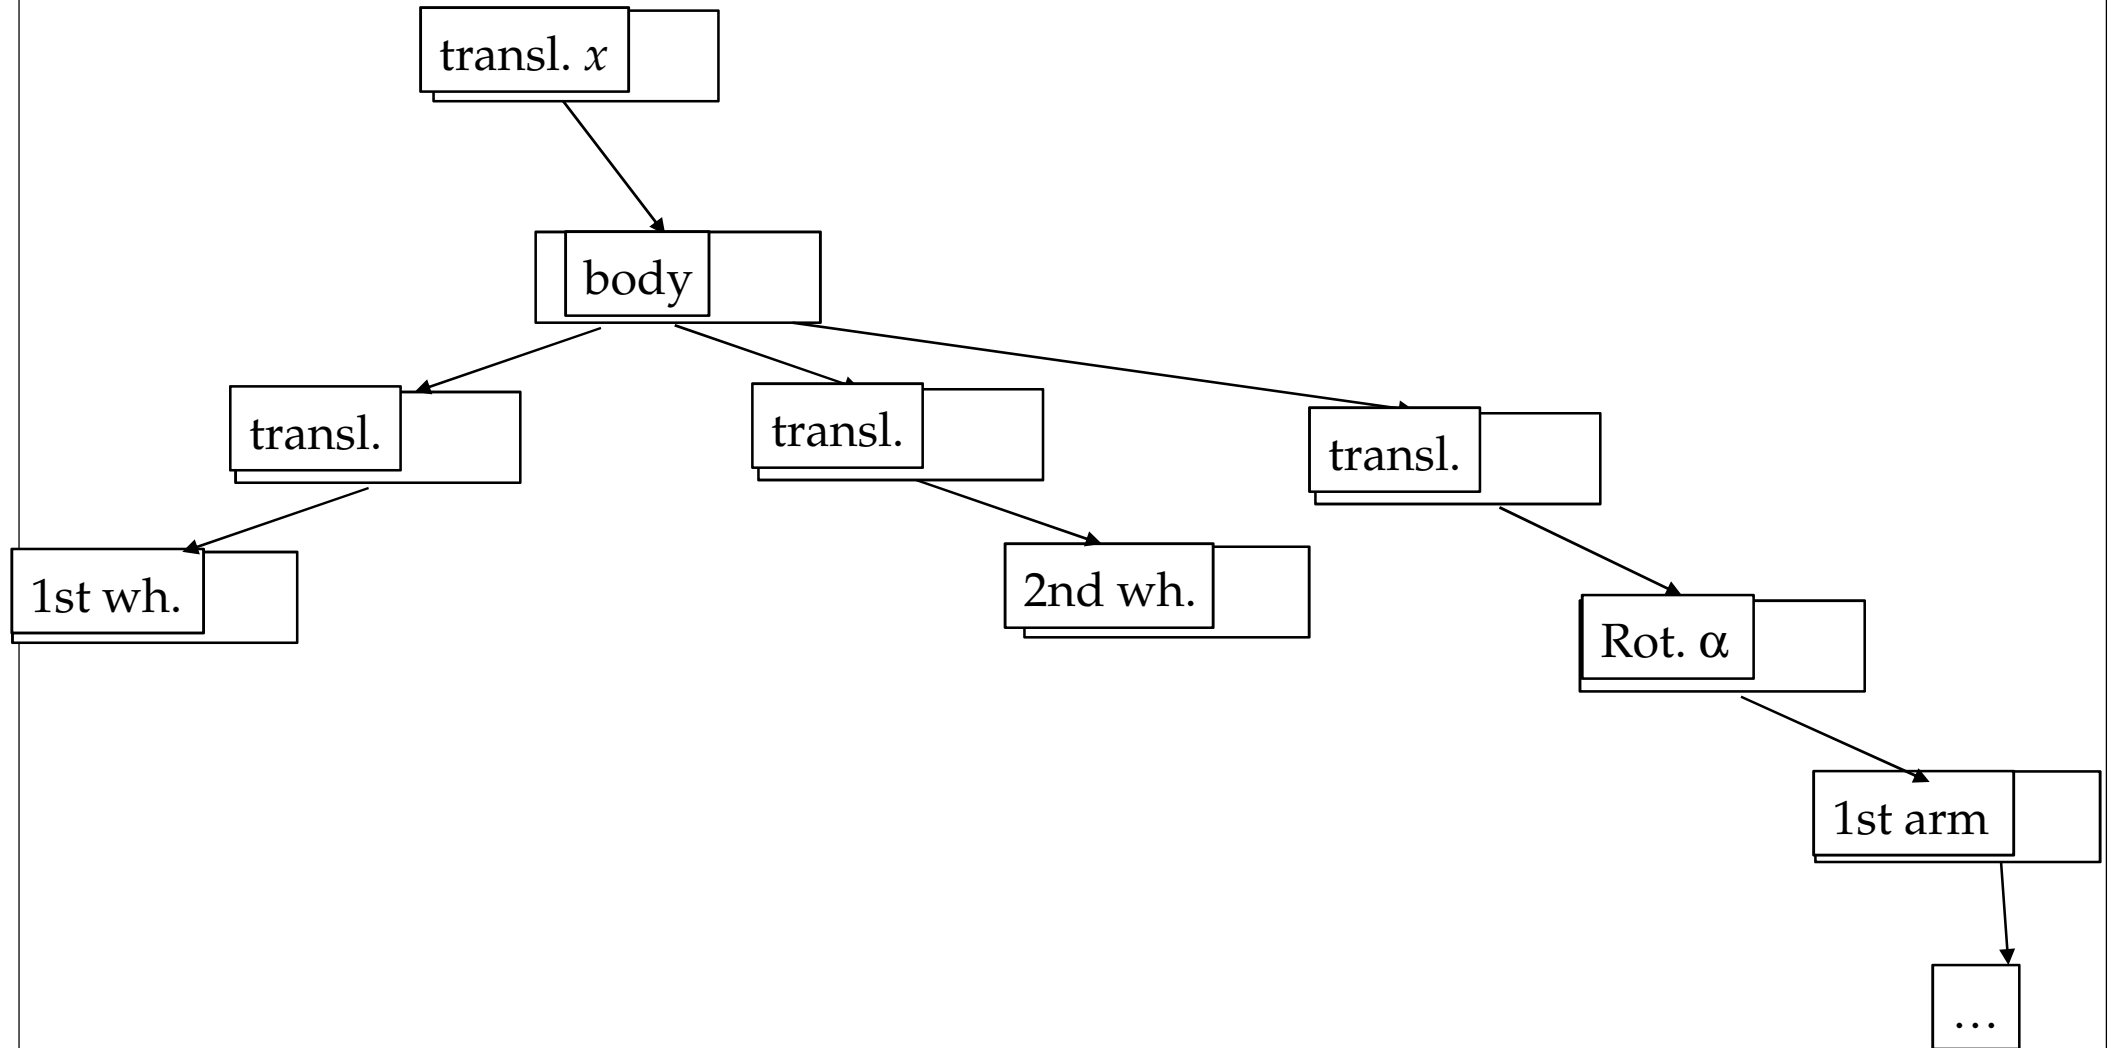 transl. x
body
transl.
transl.
transl.
1st wh.
2nd wh.
Rot. α
1st arm
…